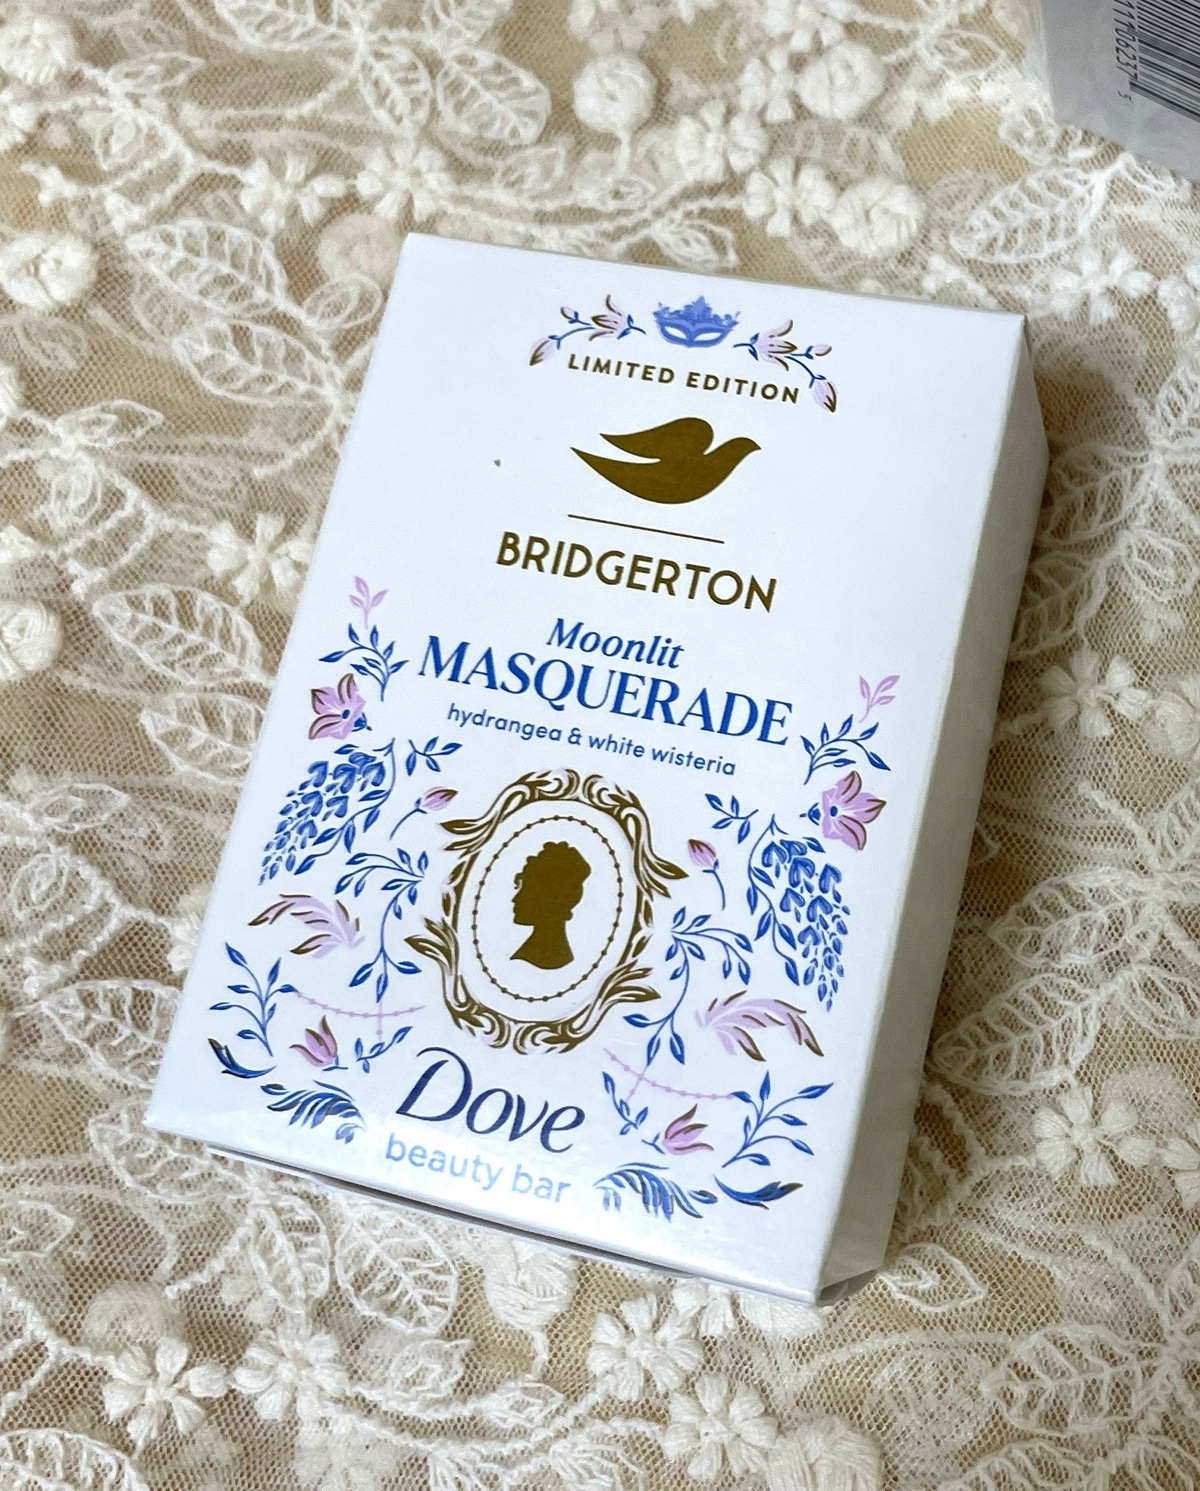 LIMITED EDITION
BRIDGERTON
Moonlit
MASQUERADE
hydrangea & white wisteria
Dove
beauty bar